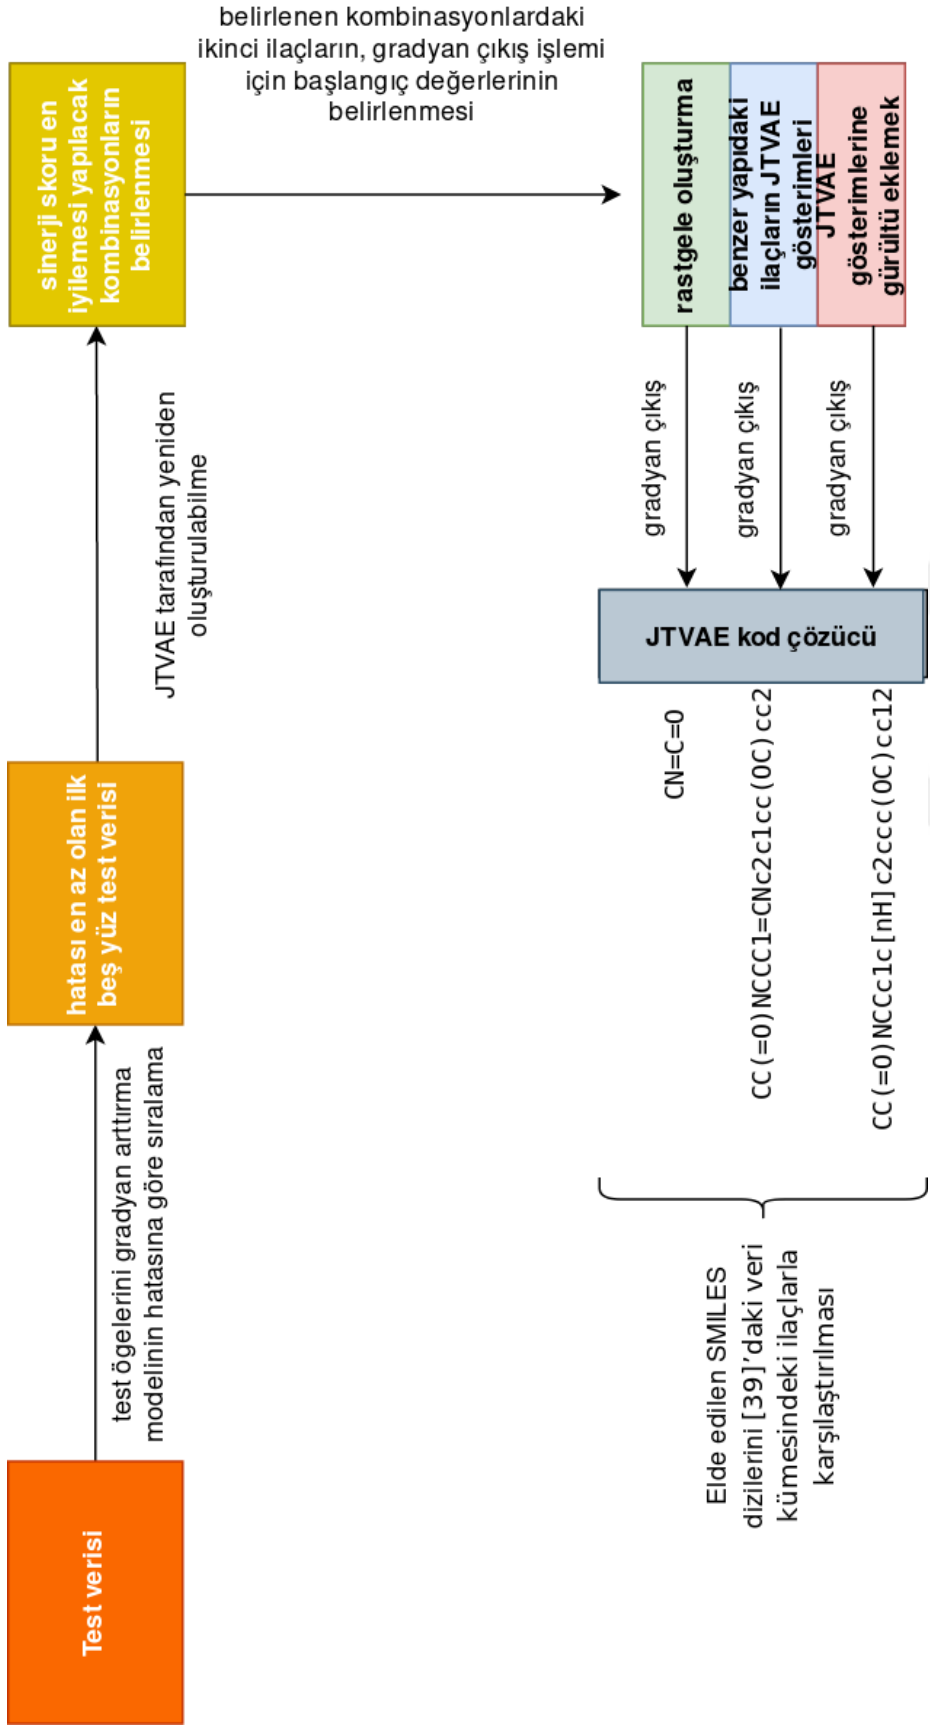 Test verisi
test ögelerini gradyan arttırma
modelinin hatasına göre sıralama
hatası en az olan ilk
beş yüz test verisi
JTVAE tarafından yeniden
oluşturulabilme
sinerji skoru en
iyilemesi yapılacak
kombinasyonların
belirlenmesi
belirlenen kombinasyonlardaki
ikinci ilaçların, gradyan çıkış işlemi
için başlangıç değerlerinin
belirlenmesi
rastgele oluşturma
benzer yapıdaki
ilaçların JTVAE
gösterimleri
JTVAE
gösterimlerine
gürültü eklemek
gradyan çıkış
gradyan çıkış
gradyan çıkış
JTVAE kod çözücü
CN=C=O
CC(=O)NCCC1=CNc2c1cc(OC)cc2
CC(=O)NCCc1c[nH]c2ccc(OC)cc12
Elde edilen SMILES
dizilerini [39]'daki veri
kümesindeki ilaçlarla
karşılaştırılması